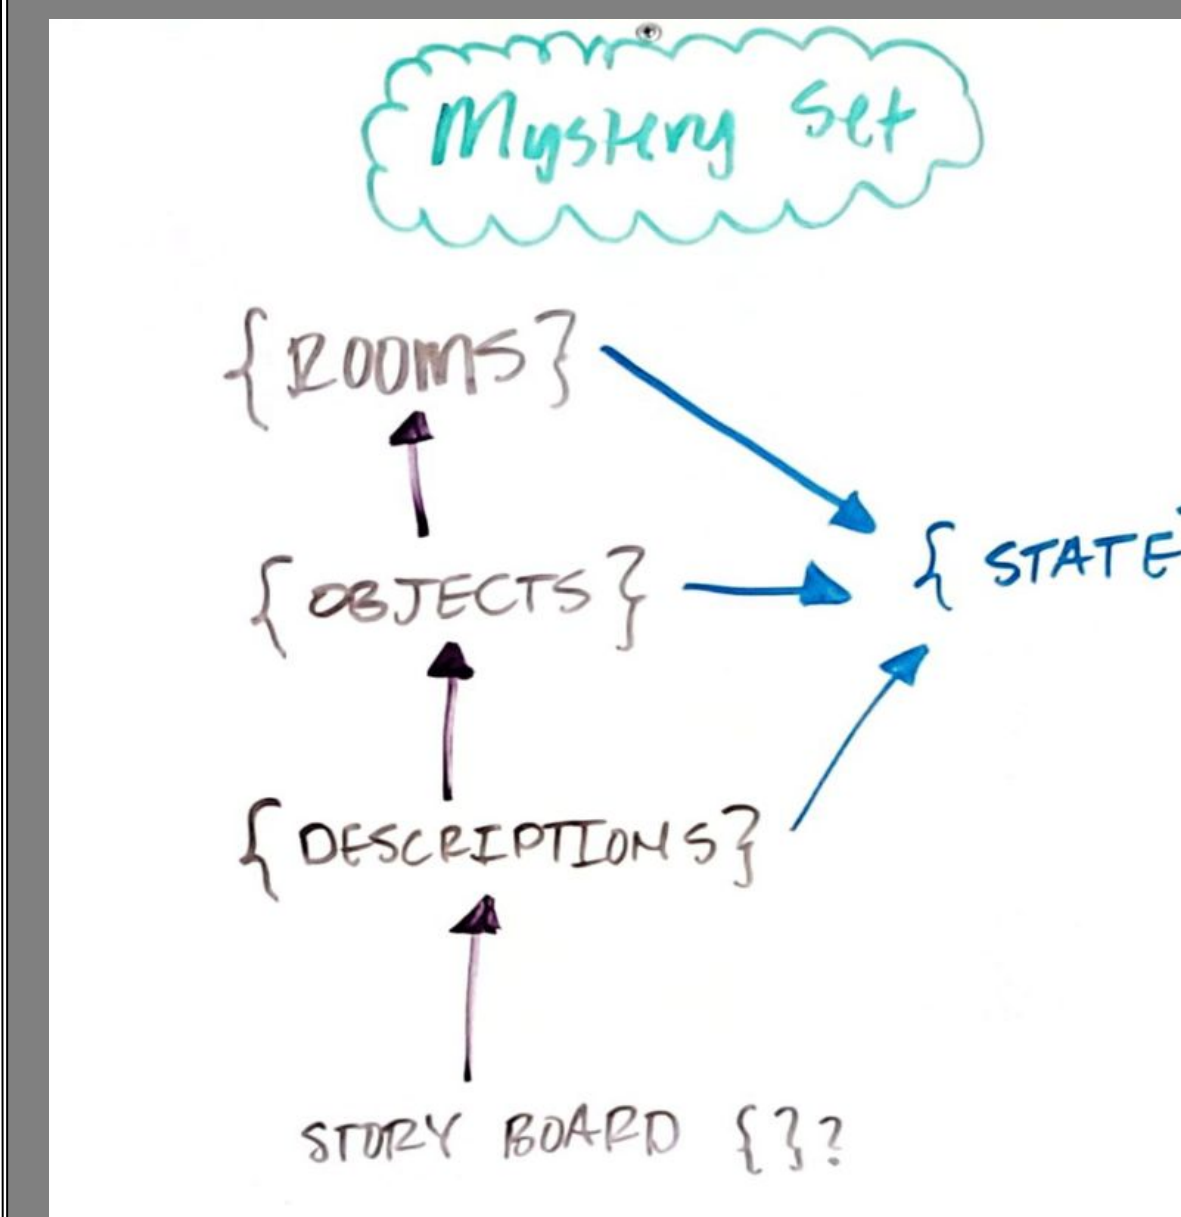 Mystery Set
{ROOMS}
{OBJECTS}
{STATE
{DESCRIPTIONS}
STORY BOARD {}?